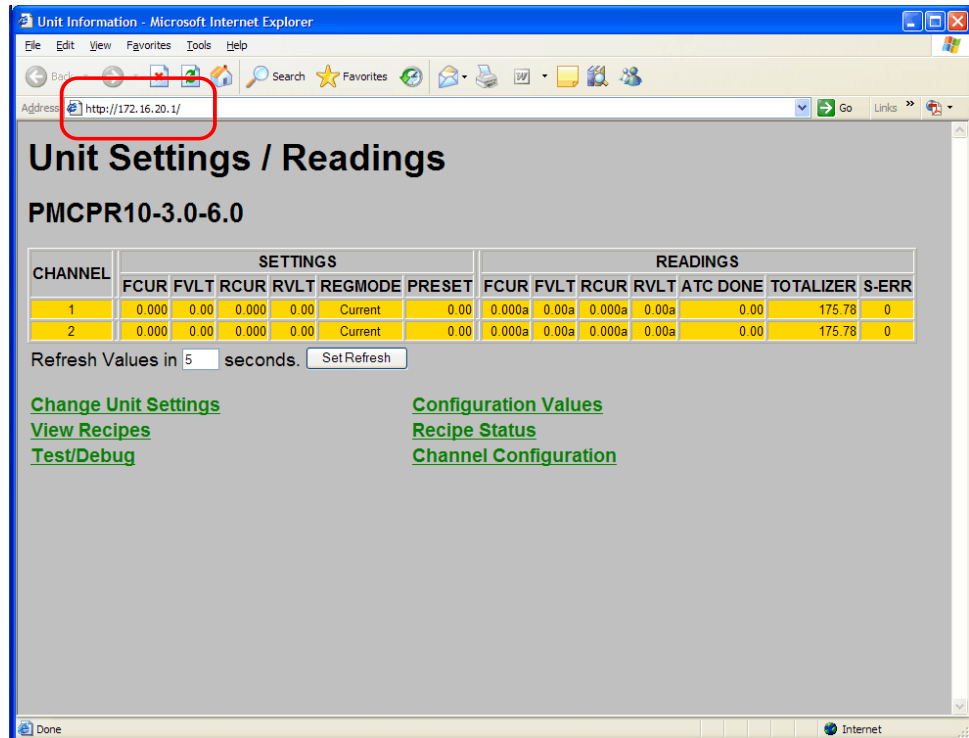 Unit Information - Microsoft Internet Explorer
File Edit View Favorites Tools Help
Search Favorites
Address http://172.16.20.1/ Go Links »
Unit Settings / Readings
PMCPR10-3.0-6.0
CHANNEL SETTINGS READINGS
FCUR FVLT RCUR RVLT REGMODE PRESET FCUR FVLT RCUR RVLT ATC DONE TOTALIZER S-ERR
1 0.000 0.00 0.000 0.00 Current 0.00 0.000a 0.00a 0.000a 0.00a 0.00 175.78 0
2 0.000 0.00 0.000 0.00 Current 0.00 0.000a 0.00a 0.000a 0.00a 0.00 175.78 0
Refresh Values in 5 seconds. Set Refresh
Change Unit Settings Configuration Values
View Recipes Recipe Status
Test/Debug Channel Configuration
Done Internet